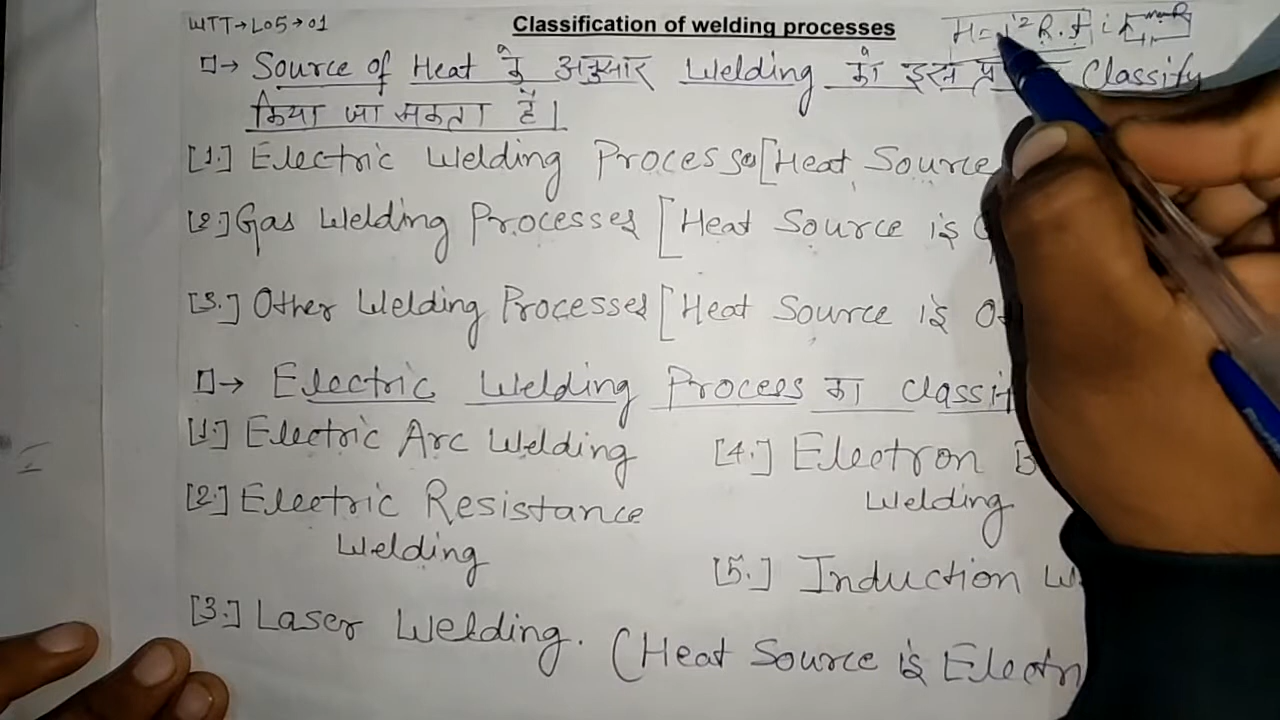 WTT→L05→01
Classification of welding processes
H=i²R.t i R
□→ Source of Heat के अनुसार Welding को इस Classify
किया जा सकता है।
[1.] Electric Welding Processes [Heat Source
[2.] Gas Welding Processes [Heat Source is
[3.] Other Welding Processes [Heat Source is
□→ Electric Welding Process का
[1.] Electric Arc Welding
[4.] Electron
Welding
[2.] Electric Resistance
Welding
[5.] Induction
[3.] Laser Welding.
(Heat Source is